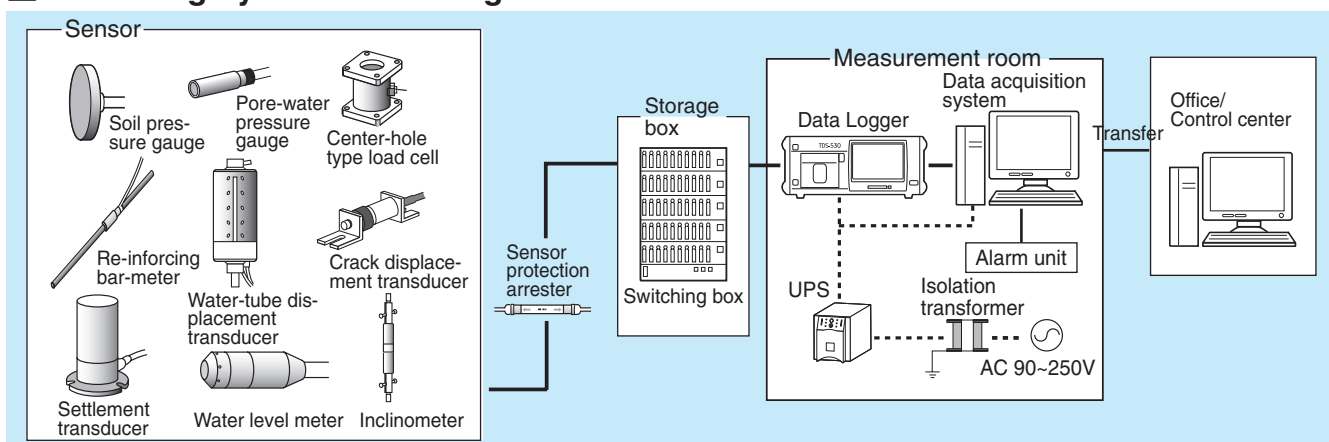 Sensor
Soil pres-
sure gauge
Pore-water
pressure
gauge
Center-hole
type load cell
Re-inforcing
bar-meter
Water-tube dis-
placement
transducer
Crack displace-
ment transducer
Settlement
transducer
Water level meter
Inclinometer
Sensor
protection
arrester
Storage
box
Switching box
Measurement room
Data Logger
TDS-530
Data acquisition
system
Alarm unit
UPS
Isolation
transformer
AC 90~250V
Transfer
Office/
Control center